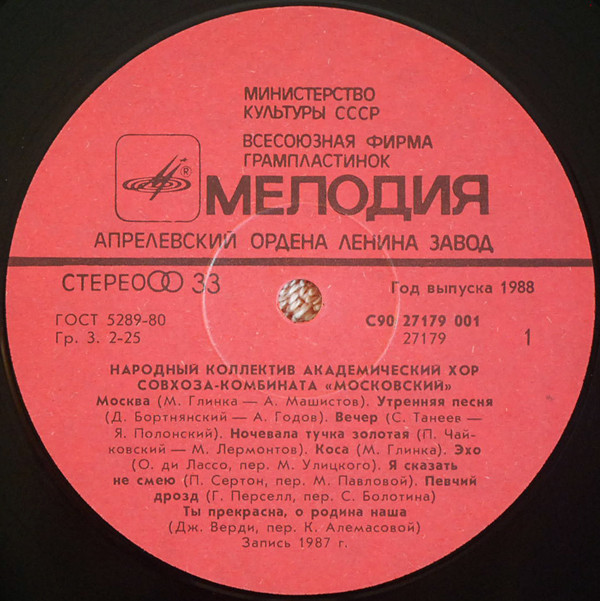 МИНИСТЕРСТВО
КУЛЬТУРЫ СССР
ВСЕСОЮЗНАЯ ФИРМА
ГРАМПЛАСТИНОК
®
МЕЛОДИЯ
АПРЕЛЕВСКИЙ ОРДЕНА ЛЕНИНА ЗАВОД
СТЕРЕО 33
Год выпуска 1988
ГОСТ 5289-80
С90 27179 001
Гр. 3. 2-25
27179
1
НАРОДНЫЙ КОЛЛЕКТИВ АКАДЕМИЧЕСКИЙ ХОР
СОВХОЗА-КОМБИНАТА «МОСКОВСКИЙ»
Москва (М. Глинка — А. Машистов). Утренняя песня
(Д. Бортнянский — А. Годов). Вечер (С. Танеев —
Я. Полонский). Ночевала тучка золотая (П. Чай-
ковский — М. Лермонтов). Коса (М. Глинка). Эхо
(О. ди Лассо, пер. М. Улицкого). Я сказать
не смею (П. Сертон, пер. М. Павловой). Певчий
дрозд (Г. Перселл, пер. С. Болотина)
Ты прекрасна, о родина наша
(Дж. Верди, пер. К. Алемасовой)
Запись 1987 г.